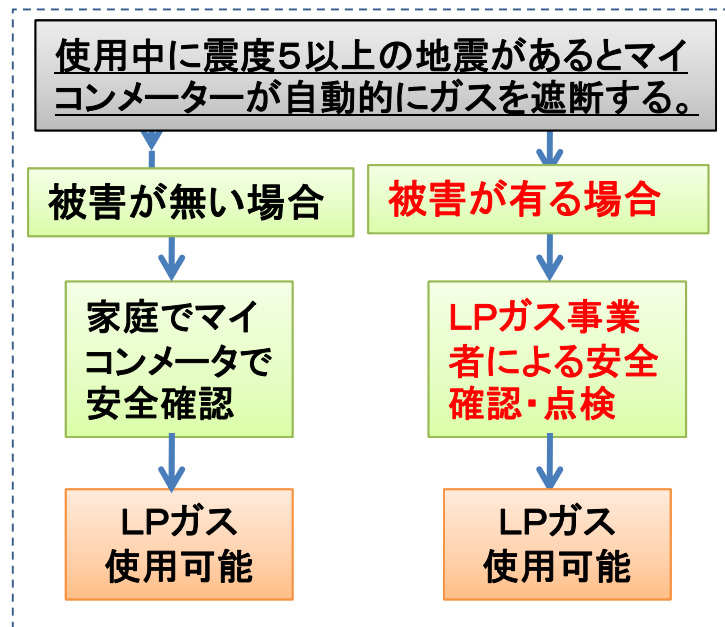 使用中に震度５以上の地震があるとマイ
コンメーターが自動的にガスを遮断する。
被害が無い場合
被害が有る場合
家庭でマイ
コンメータで
安全確認
ＬＰガス事業
者による安全
確認・点検
ＬＰガス
使用可能
ＬＰガス
使用可能